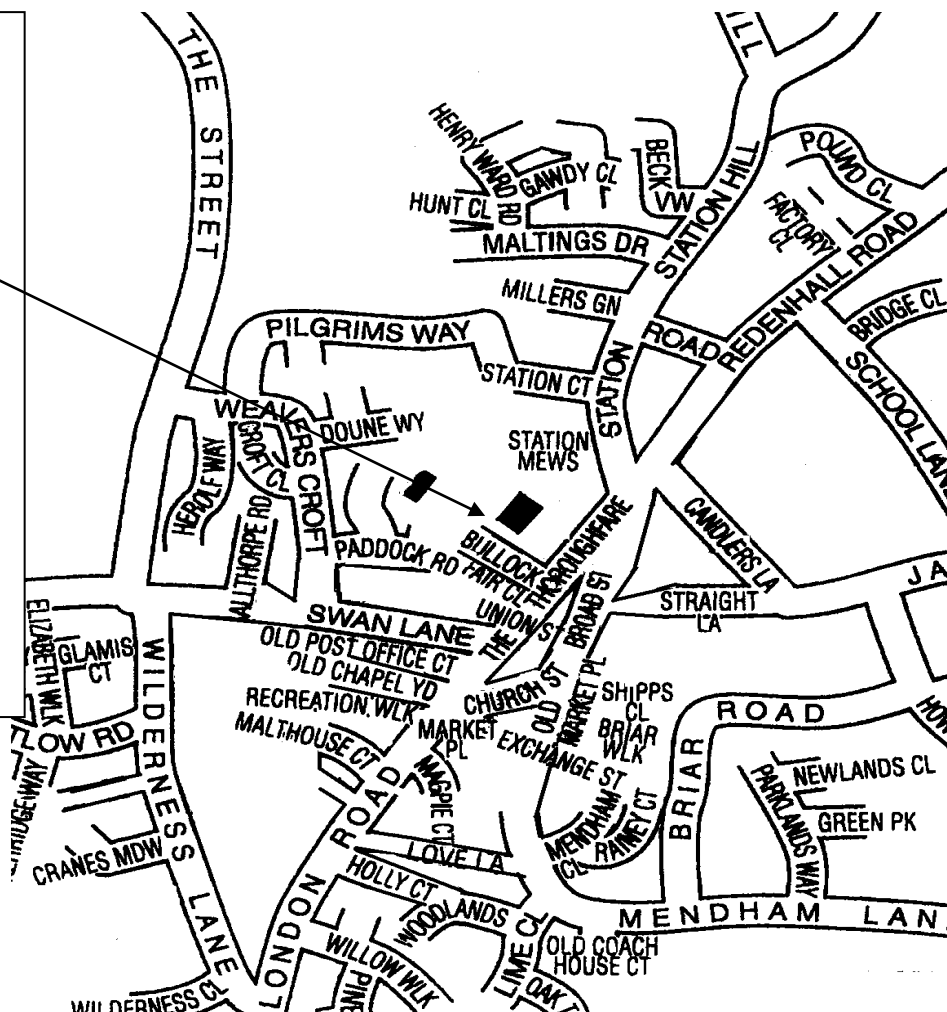 THE STREET
HILL
HENRY WARD RD
GAWDY CL
BECK
VW
HUNT CL
MALTINGS DR
STATION HILL
POUND CL
FACTORY
CL
REDENHALL ROAD
MILLERS GN
BRIDGE CL
PILGRIMS WAY
ROAD
STATION CT
STATION
SCHOOL LANE
WEAVERS CROFT
DOUNE WY
CROFT CL
HEROLF WAY
STATION
MEWS
ALLTHORPE RD
PADDOCK RD
BULLOCK
FAIR CL
THE THOROUGHFARE
CANDLERS LA
UNION ST
BROAD ST
STRAIGHT
LA
JA
SWAN LANE
ELIZABETH WLK
GLAMIS
CT
OLD POST OFFICE CT
OLD CHAPEL YD
RECREATION WLK
MALTHOUSE CT
CHURCH ST
OLD MARKET PL
SHIPPS
CL
BRIAR
WLK
MARKET
PL
EXCHANGE ST
BRIAR ROAD
LOW RD
WILDERNESS LANE
MAGPIE CT
MENDHAM
CL
RAINEY CT
NEWLANDS CL
PARKLANDS WAY
GREEN PK
CRANES MDW
LONDON ROAD
LOVE LA
HOLLY CT
WOODLANDS
MENDHAM LAN
LIME CL
OLD COACH
HOUSE CT
WILLOW WLK
PINE
OAK
WILDERNESS CL